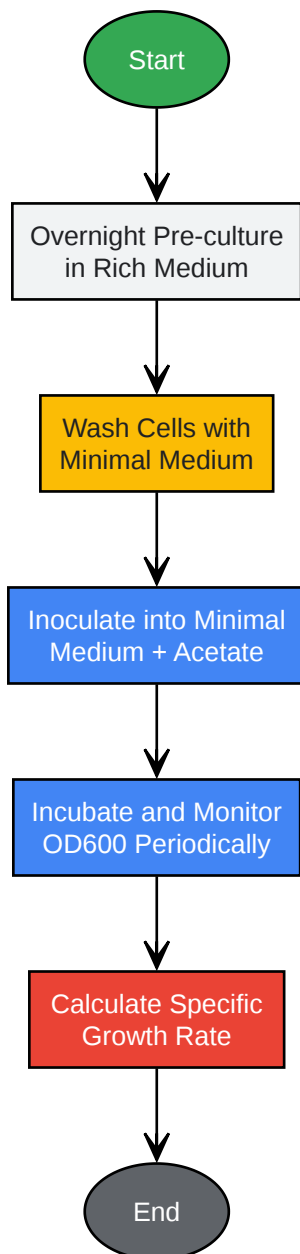 Start
Overnight Pre-culture
in Rich Medium
Wash Cells with
Minimal Medium
Inoculate into Minimal
Medium + Acetate
Incubate and Monitor
OD600 Periodically
Calculate Specific
Growth Rate
End